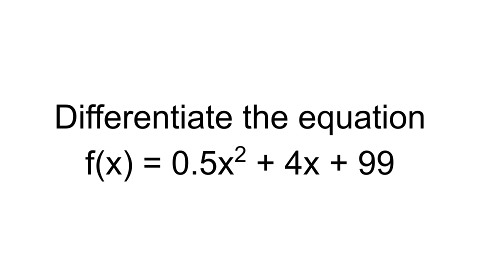 Differentiate the equation
f(x) = 0.5x² + 4x + 99